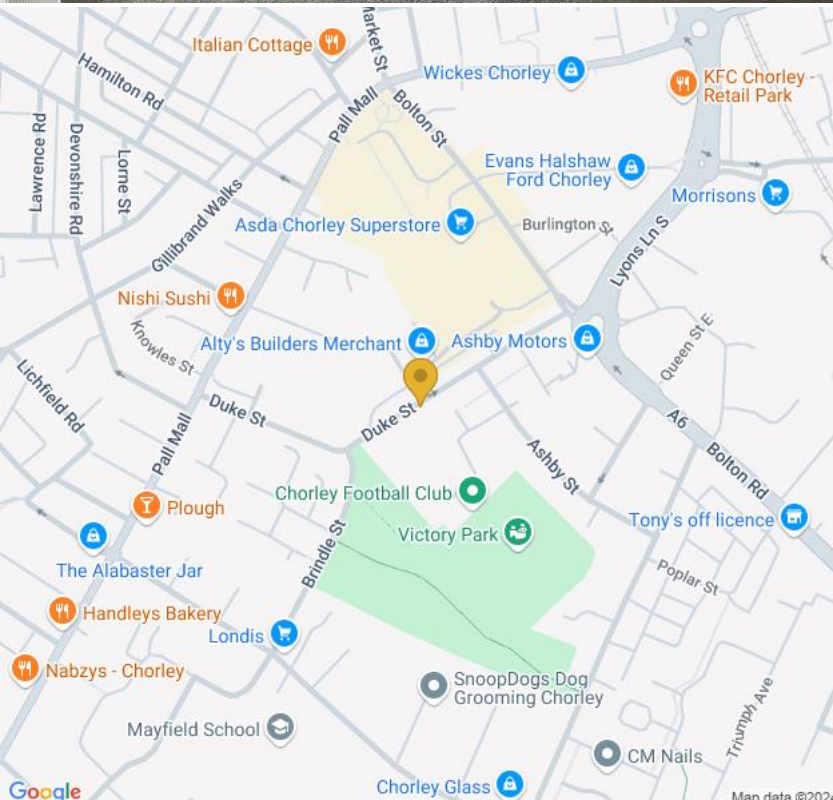 Italian Cottage
Market St
Wickes Chorley
KFC Chorley -
Retail Park
Hamilton Rd
Pall Mall
Bolton St
Lawrence Rd
Devonshire Rd
Lorne St
Evans Halshaw
Ford Chorley
Morrisons
Asda Chorley Superstore
Burlington St
Lyons Ln S
Gillibrand Walks
Nishi Sushi
Knowles St
Alty's Builders Merchant
Ashby Motors
Queen St E
Lichfield Rd
Duke St
Duke St
Pall Mall
A6
Bolton Rd
Ashby St
Chorley Football Club
Plough
Victory Park
Tony's off licence
The Alabaster Jar
Brindle St
Poplar St
Handleys Bakery
Londis
Nabzys - Chorley
SnoopDogs Dog
Grooming Chorley
Triumph Ave
Mayfield School
CM Nails
Chorley Glass
Google
Map data ©2024